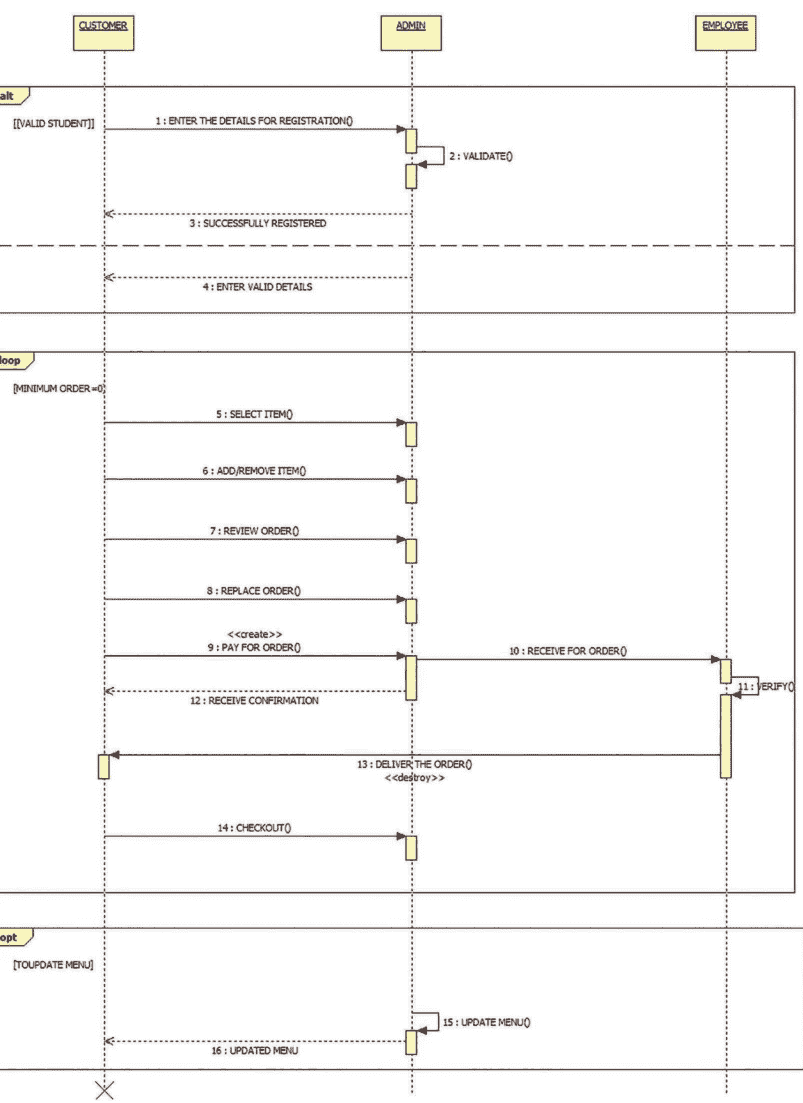 CUSTOMER
ADMIN
EMPLOYEE
alt
[[VALID STUDENT]]
1 : ENTER THE DETAILS FOR REGISTRATION()
2 : VALIDATE()
3 : SUCCESSFULLY REGISTERED
4 : ENTER VALID DETAILS
loop
[MINIMUM ORDER =0]
5 : SELECT ITEM()
6 : ADD/REMOVE ITEM()
7 : REVIEW ORDER()
8 : REPLACE ORDER()
<<create>>
9 : PAY FOR ORDER()
10 : RECEIVE FOR ORDER()
11 : VERIFY()
12 : RECEIVE CONFIRMATION
13 : DELIVER THE ORDER()
<<destroy>>
14 : CHECKOUT()
opt
[TOUPDATE MENU]
15 : UPDATE MENU()
16 : UPDATED MENU